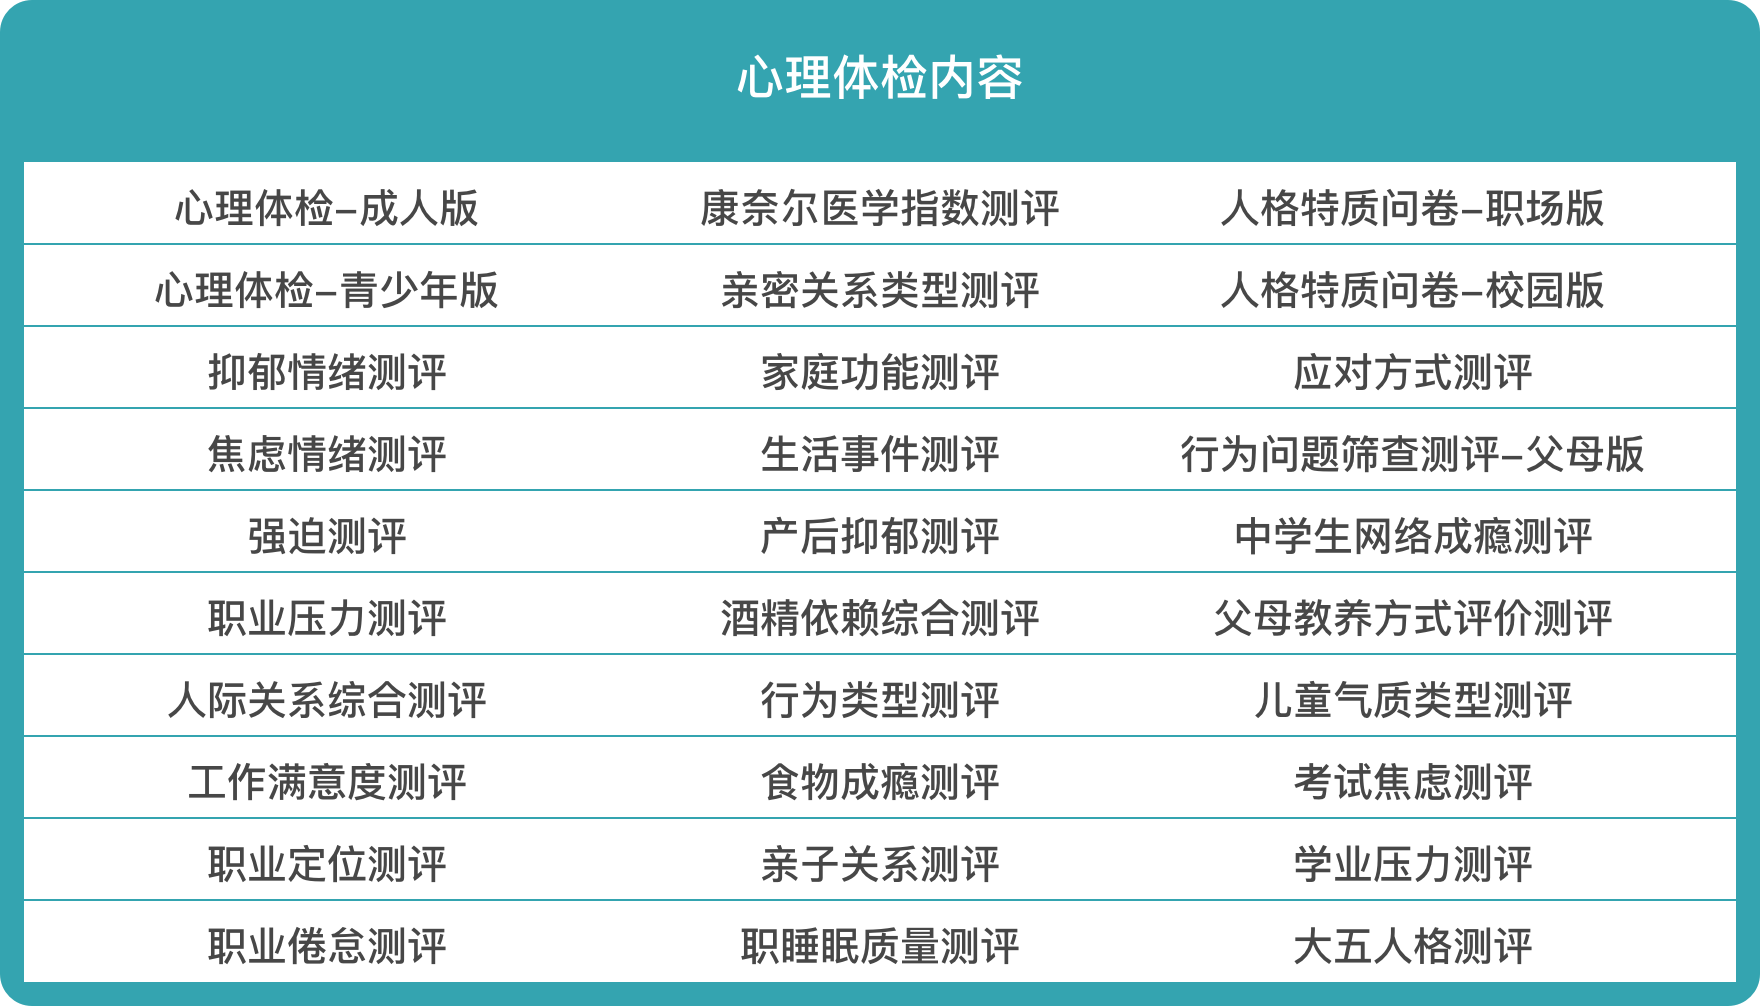 心理体检内容
心理体检–成人版 康奈尔医学指数测评 人格特质问卷–职场版
心理体检–青少年版 亲密关系类型测评 人格特质问卷–校园版
抑郁情绪测评 家庭功能测评 应对方式测评
焦虑情绪测评 生活事件测评 行为问题筛查测评–父母版
强迫测评 产后抑郁测评 中学生网络成瘾测评
职业压力测评 酒精依赖综合测评 父母教养方式评价测评
人际关系综合测评 行为类型测评 儿童气质类型测评
工作满意度测评 食物成瘾测评 考试焦虑测评
职业定位测评 亲子关系测评 学业压力测评
职业倦怠测评 职睡眠质量测评 大五人格测评